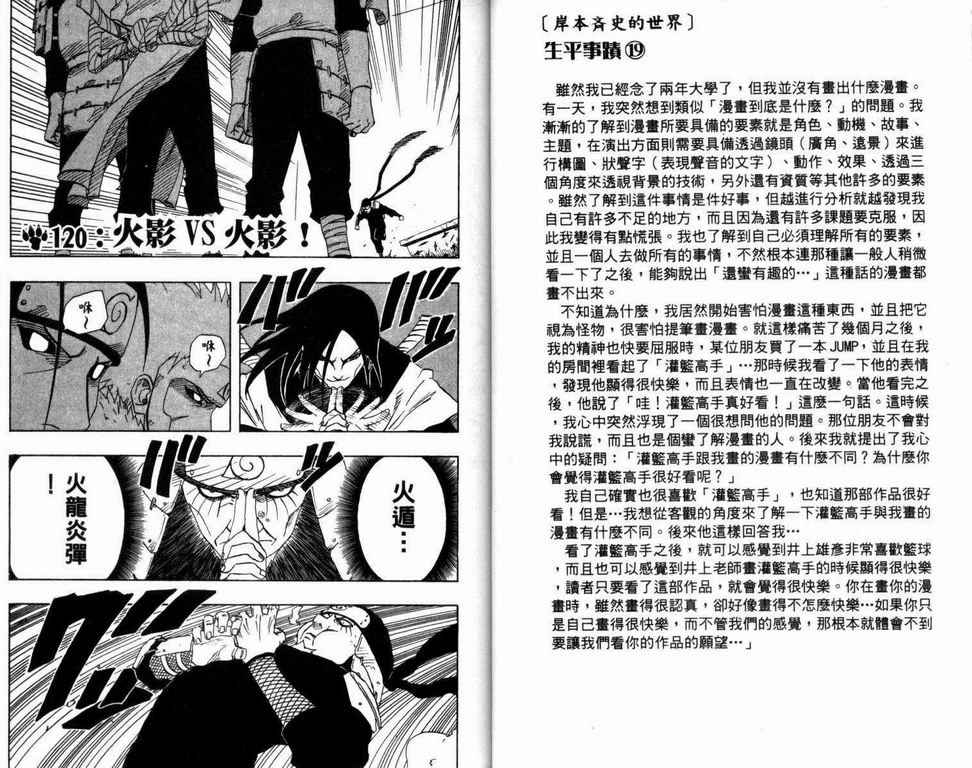 120：火影 VS 火影！
咻～
咻～
火遁…
火龍炎彈！
〔岸本斉史的世界〕
生平事蹟⑲
雖然我已經念了兩年大學了，但我並沒有畫出什麼漫畫。
有一天，我突然想到類似「漫畫到底是什麼？」的問題。我
漸漸的了解到漫畫所要具備的要素就是角色、動機、故事、
主題，在演出方面則需要具備透過鏡頭（廣角、遠景）來進
行構圖、狀聲字（表現聲音的文字）、動作、效果、透過三
個角度來透視背景的技術，另外還有資質等其他許多的要素
。雖然了解到這件事情是件好事，但越進行分析就越發現我
自己有許多不足的地方，而且因為還有許多課題要克服，因
此我變得有點慌張。我也了解到自己必須理解所有的要素，
並且一個人去做所有的事情，不然根本連那種讓一般人稍微
看一下了之後，能夠說出「還蠻有趣的…」這種話的漫畫都
畫不出來。
不知道為什麼，我居然開始害怕漫畫這種東西，並且把它
視為怪物，很害怕提筆畫漫畫。就這樣痛苦了幾個月之後，
我的精神也快要屈服時，某位朋友買了一本JUMP，並且在我
的房間裡看起了「灌籃高手」…那時候我看了一下他的表情
，發現他顯得很快樂，而且表情也一直在改變。當他看完之
後，他說了「哇！灌籃高手真好看！」這麼一句話。這時候
，我心中突然浮現了一個很想問他的問題。那位朋友不會對
我說謊，而且也是個蠻了解漫畫的人。後來我就提出了我心
中的疑問：「灌籃高手跟我畫的漫畫有什麼不同？為什麼你
會覺得灌籃高手很好看呢？」
我自己確實也很喜歡「灌籃高手」，也知道那部作品很好
看！但是…我想從客觀的角度來了解一下灌籃高手與我畫的
漫畫有什麼不同。後來他這樣回答我…
看了灌籃高手之後，就可以感覺到井上雄彥非常喜歡籃球
，而且也可以感覺到井上老師畫灌籃高手的時候顯得很快樂
，讀者只要看了這部作品，就會覺得很快樂。你在畫你的漫
畫時，雖然畫得很認真，卻好像畫得不怎麼快樂…如果你只
是自己畫得很快樂，而不管我們的感覺，那根本就體會不到
要讓我們看你的作品的願望…」